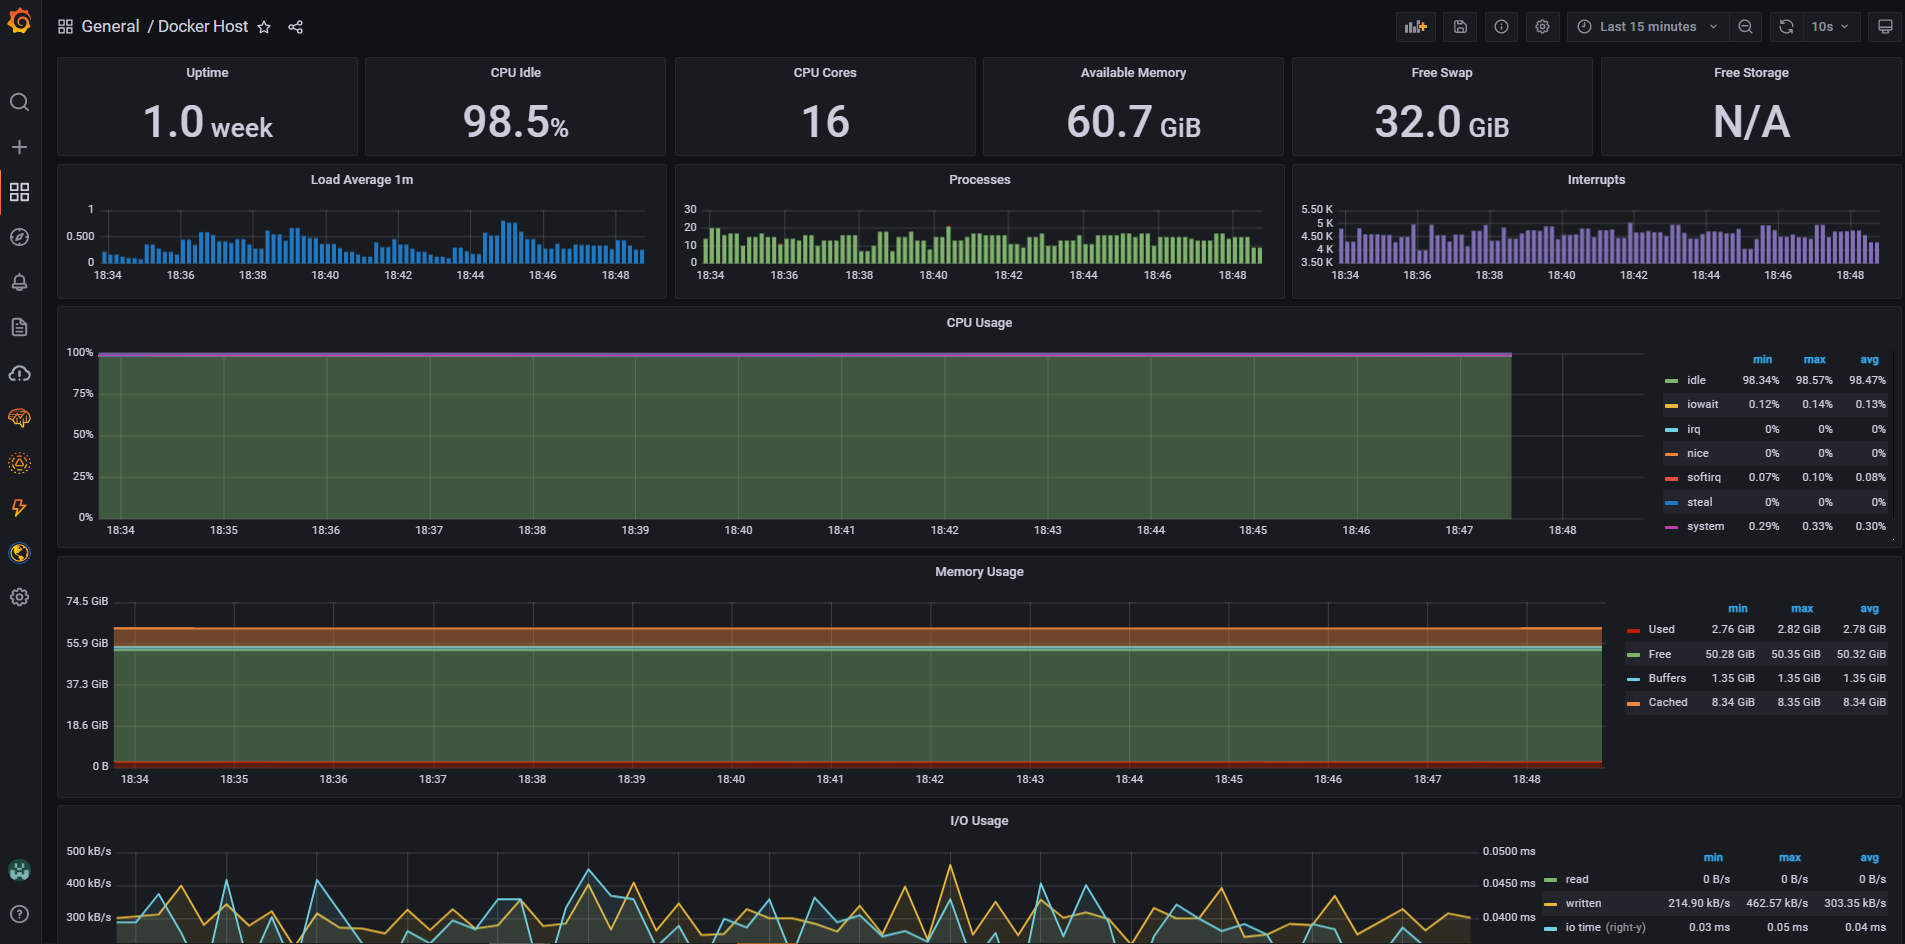 General / Docker Host
Last 15 minutes
10s
Uptime
1.0 week
CPU Idle
98.5%
CPU Cores
16
Available Memory
60.7 GiB
Free Swap
32.0 GiB
Free Storage
N/A
Load Average 1m
1
0.500
0
18:34 18:36 18:38 18:40 18:42 18:44 18:46 18:48
Processes
30
20
10
0
18:34 18:36 18:38 18:40 18:42 18:44 18:46 18:48
Interrupts
5.50 K
5 K
4.50 K
4 K
3.50 K
18:34 18:36 18:38 18:40 18:42 18:44 18:46 18:48
CPU Usage
100%
75%
50%
25%
0%
18:34 18:35 18:36 18:37 18:38 18:39 18:40 18:41 18:42 18:43 18:44 18:45 18:46 18:47 18:48
min max avg
idle 98.34% 98.57% 98.47%
iowait 0.12% 0.14% 0.13%
irq 0% 0% 0%
nice 0% 0% 0%
softirq 0.07% 0.10% 0.08%
steal 0% 0% 0%
system 0.29% 0.33% 0.30%
Memory Usage
74.5 GiB
55.9 GiB
37.3 GiB
18.6 GiB
0 B
18:34 18:35 18:36 18:37 18:38 18:39 18:40 18:41 18:42 18:43 18:44 18:45 18:46 18:47 18:48
min max avg
Used 2.76 GiB 2.82 GiB 2.78 GiB
Free 50.28 GiB 50.35 GiB 50.32 GiB
Buffers 1.35 GiB 1.35 GiB 1.35 GiB
Cached 8.34 GiB 8.35 GiB 8.34 GiB
I/O Usage
500 kB/s
400 kB/s
300 kB/s
0.0500 ms
0.0450 ms
0.0400 ms
min max avg
read 0 B/s 0 B/s 0 B/s
written 214.90 kB/s 462.57 kB/s 303.35 kB/s
io time (right-y) 0.03 ms 0.05 ms 0.04 ms